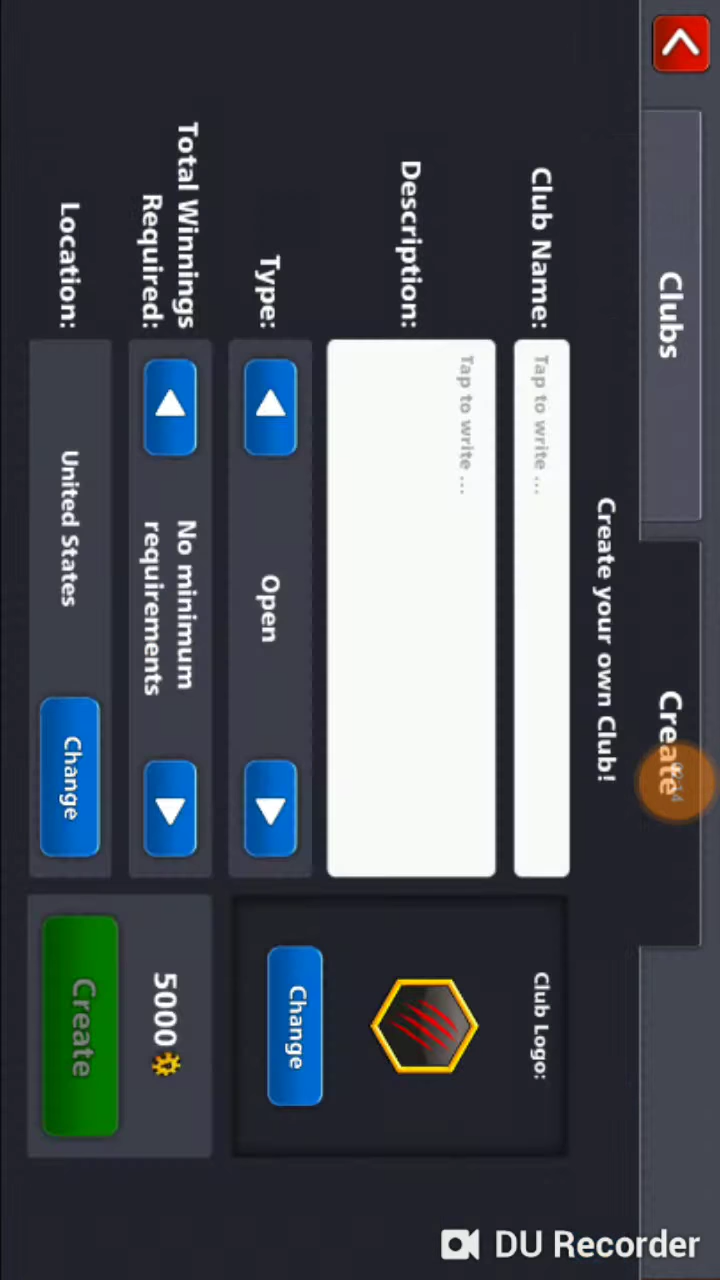 Clubs
Create
Create your own Club!
Club Name:
Tap to write ...
Description:
Tap to write ...
Type:
Open
Total Winnings
Required:
No minimum
requirements
Location:
United States
Change
Club Logo:
Change
5000
Create
DU Recorder